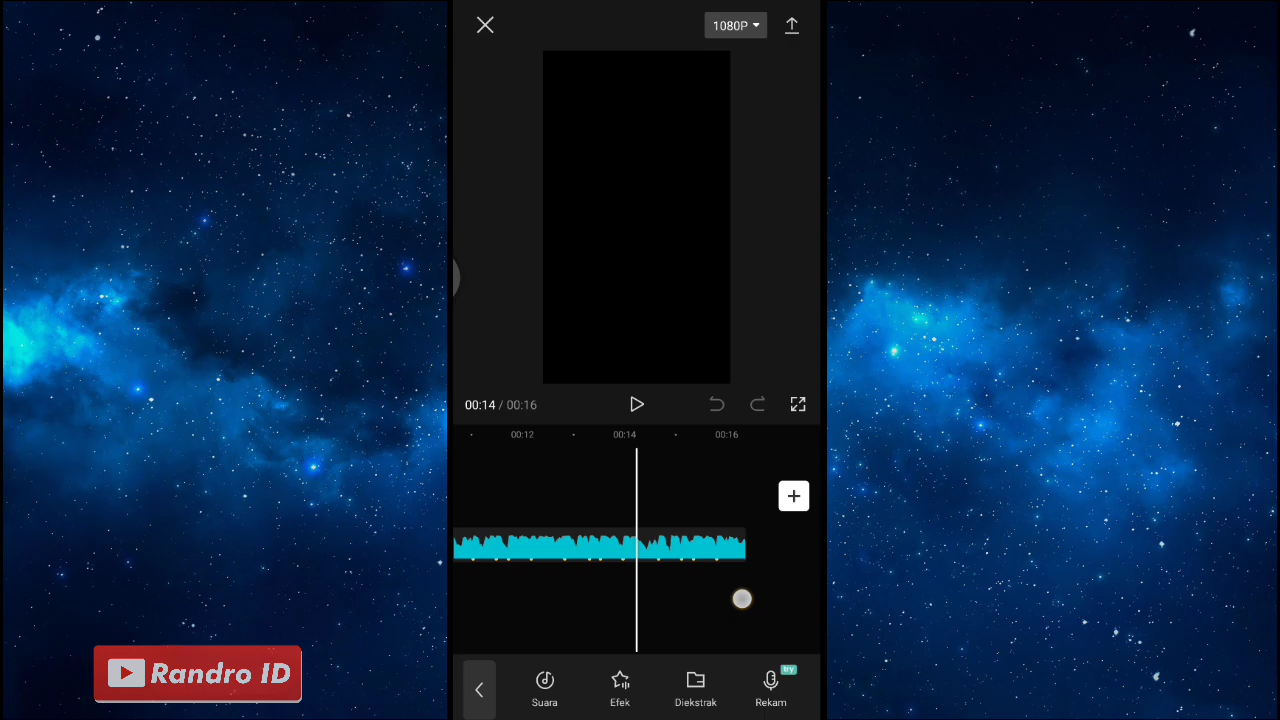 1080P
00:14 / 00:16
00:12
00:14
00:16
Suara
Efek
Diekstrak
try
Rekam
Randro ID